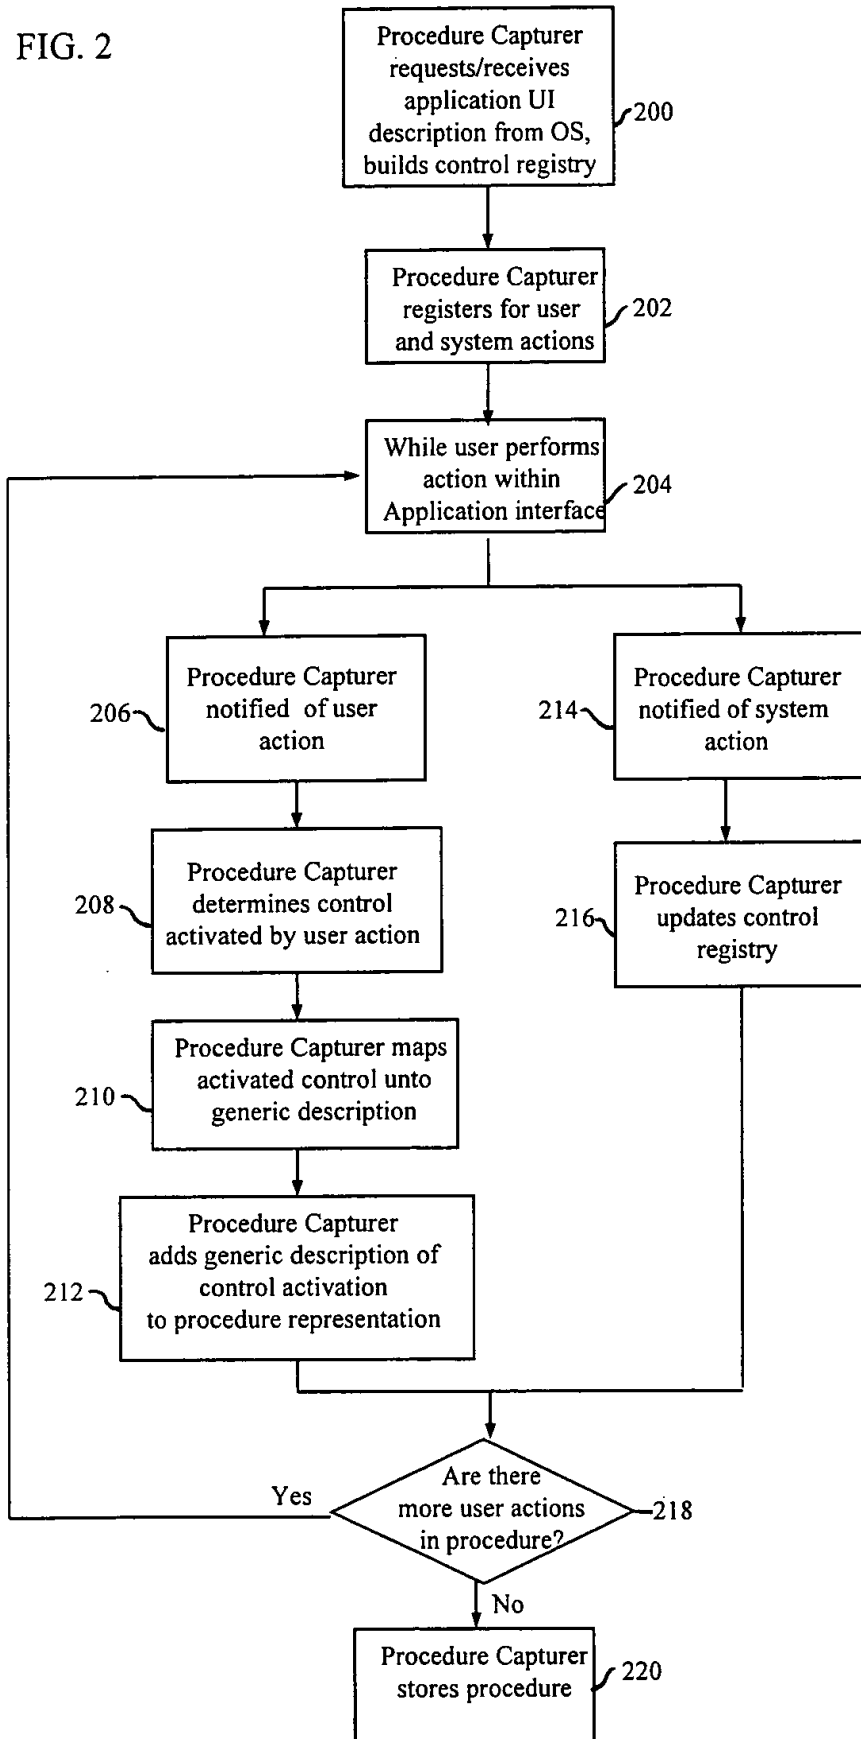 FIG. 2
Procedure Capturer
requests/receives
application UI
description from OS,
builds control registry
200
Procedure Capturer
registers for user
and system actions
202
While user performs
action within
Application interface
204
Procedure Capturer
notified of user
action
206
Procedure Capturer
notified of system
action
214
Procedure Capturer
determines control
activated by user action
208
Procedure Capturer
updates control
registry
216
Procedure Capturer maps
activated control unto
generic description
210
Procedure Capturer
adds generic description of
control activation
to procedure representation
212
Are there
more user actions
in procedure?
218
Yes
No
Procedure Capturer
stores procedure
220